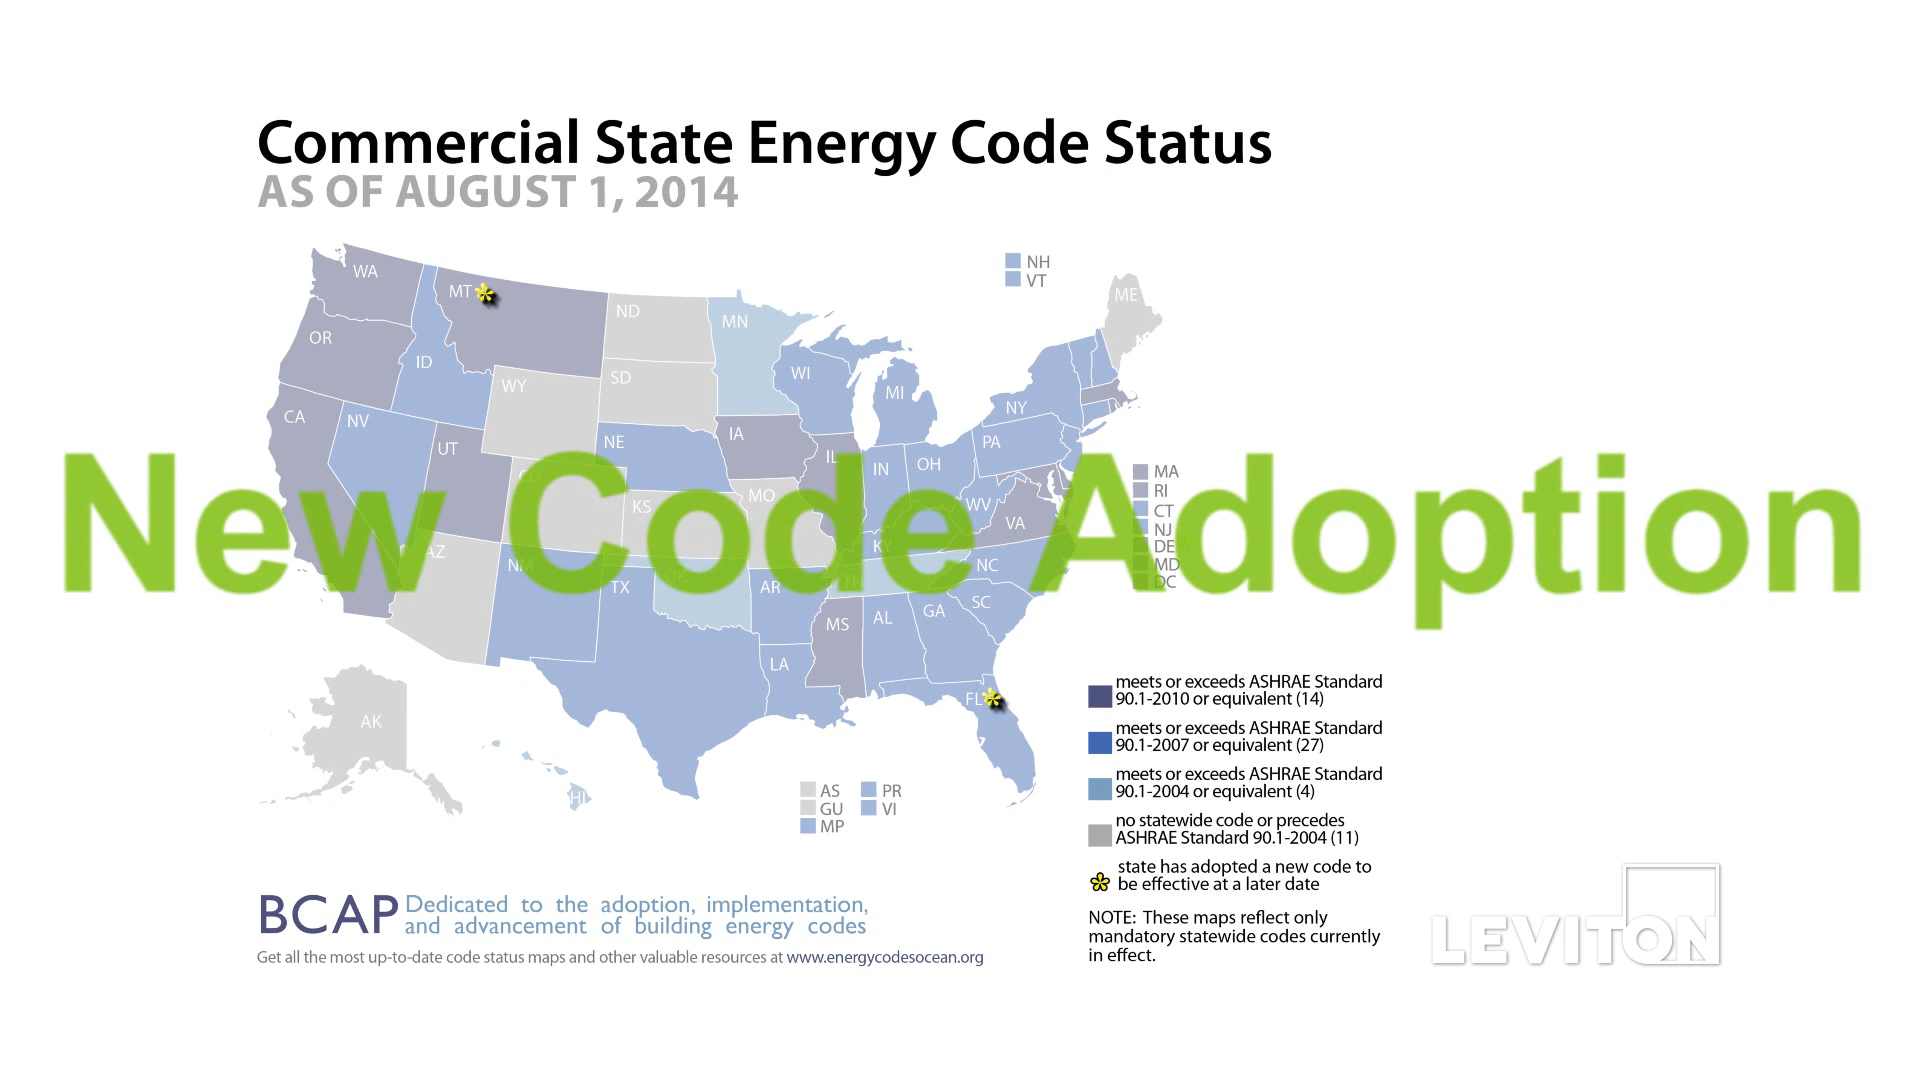 Commercial State Energy Code Status
AS OF AUGUST 1, 2014
WA
MT
ND
MN
NH
VT
ME
OR
ID
WY
SD
WI
MI
NY
CA
NV
UT
NE
IA
IL
IN
OH
PA
CO
KS
MO
WV
VA
KY
MA
RI
CT
NJ
DE
MD
DC
New Code Adoption
AZ
NM
TX
OK
AR
TN
NC
SC
MS
AL
GA
LA
FL
AK
HI
AS
GU
MP
PR
VI
meets or exceeds ASHRAE Standard
90.1-2010 or equivalent (14)
meets or exceeds ASHRAE Standard
90.1-2007 or equivalent (27)
meets or exceeds ASHRAE Standard
90.1-2004 or equivalent (4)
no statewide code or precedes
ASHRAE Standard 90.1-2004 (11)
state has adopted a new code to
be effective at a later date
NOTE: These maps reflect only
mandatory statewide codes currently
in effect.
BCAP
Dedicated to the adoption, implementation,
and advancement of building energy codes
Get all the most up-to-date code status maps and other valuable resources at www.energycodesocean.org
LEVITON